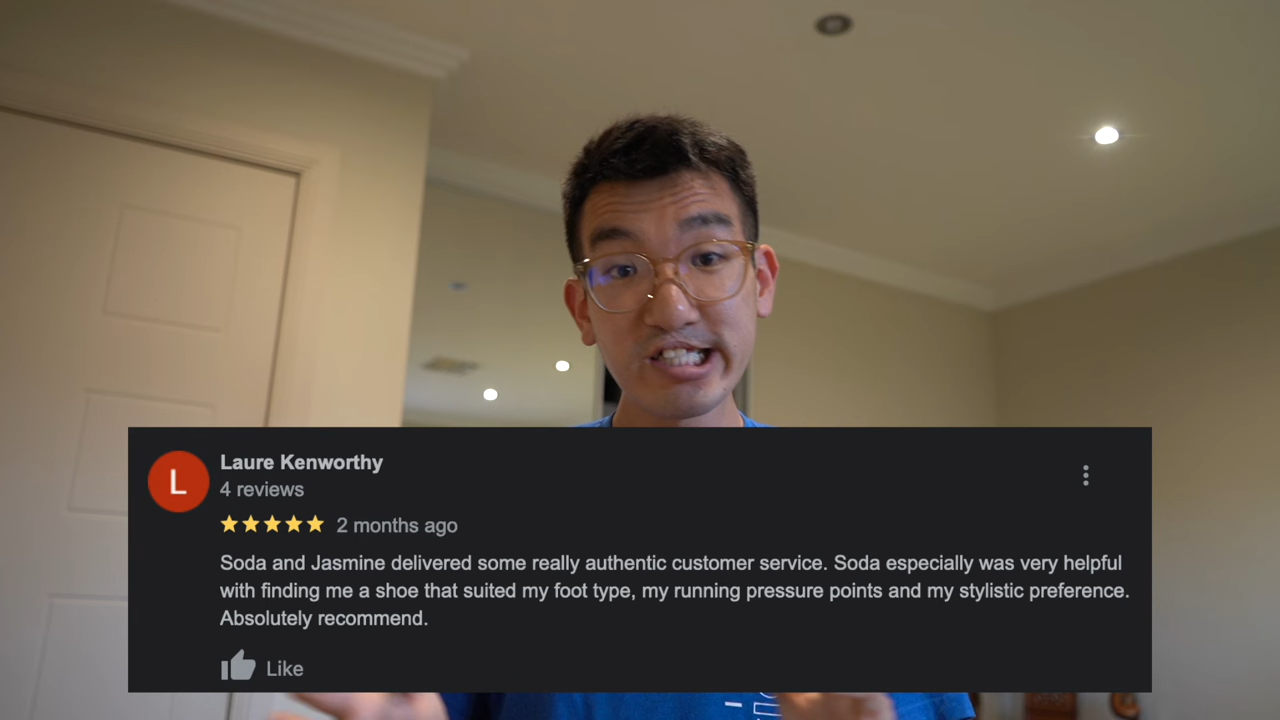 L
Laure Kenworthy
4 reviews
2 months ago
Soda and Jasmine delivered some really authentic customer service. Soda especially was very helpful
with finding me a shoe that suited my foot type, my running pressure points and my stylistic preference.
Absolutely recommend.
Like